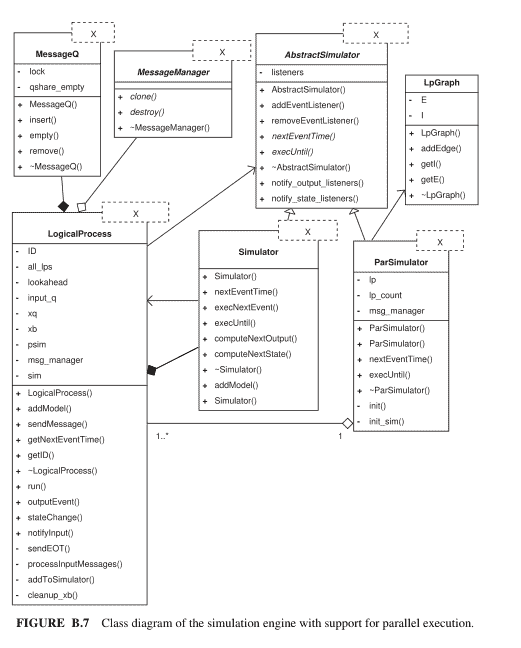 X
MessageQ
- lock
- qshare_empty
+ MessageQ()
+ insert()
+ empty()
+ remove()
+ ~MessageQ()
X
MessageManager
+ clone()
+ destroy()
+ ~MessageManager()
X
AbstractSimulator
- listeners
+ AbstractSimulator()
+ addEventListener()
+ removeEventListener()
+ nextEventTime()
+ execUntil()
+ ~AbstractSimulator()
+ notify_output_listeners()
+ notify_state_listeners()
LpGraph
- E
- I
+ LpGraph()
+ addEdge()
+ getI()
+ getE()
+ ~LpGraph()
X
LogicalProcess
- ID
- all_lps
- lookahead
- input_q
- xq
- xb
- psim
- msg_manager
- sim
+ LogicalProcess()
+ addModel()
+ sendMessage()
+ getNextEventTime()
+ getID()
+ ~LogicalProcess()
+ run()
+ outputEvent()
+ stateChange()
+ notifyInput()
- sendEOT()
- processInputMessages()
- addToSimulator()
- cleanup_xb()
X
Simulator
+ Simulator()
+ nextEventTime()
+ execNextEvent()
+ execUntil()
+ computeNextOutput()
+ computeNextState()
+ ~Simulator()
+ addModel()
+ Simulator()
X
ParSimulator
- lp
- lp_count
- msg_manager
+ ParSimulator()
+ ParSimulator()
+ nextEventTime()
+ execUntil()
+ ~ParSimulator()
- init()
- init_sim()
1..* 1
FIGURE B.7 Class diagram of the simulation engine with support for parallel execution.